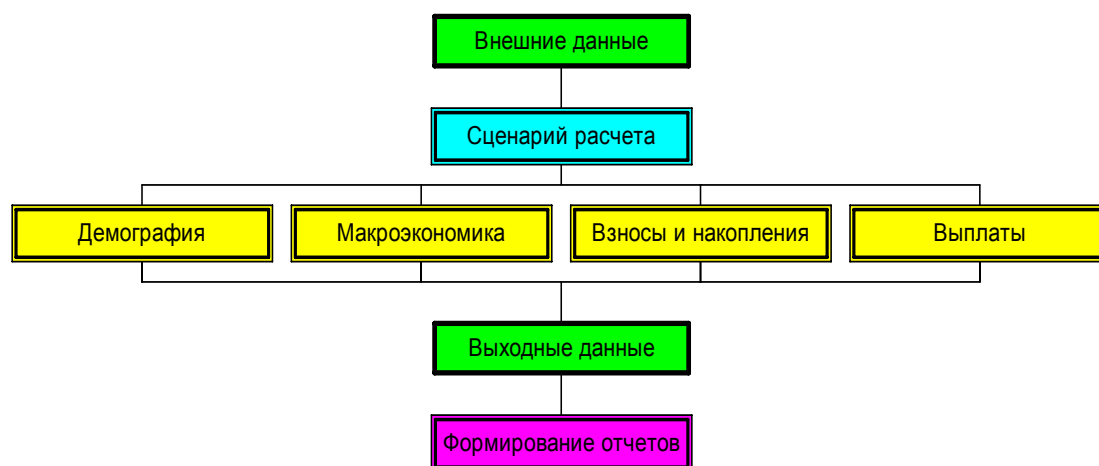 Внешние данные
Сценарий расчета
Демография
Макроэкономика
Взносы и накопления
Выплаты
Выходные данные
Формирование отчетов